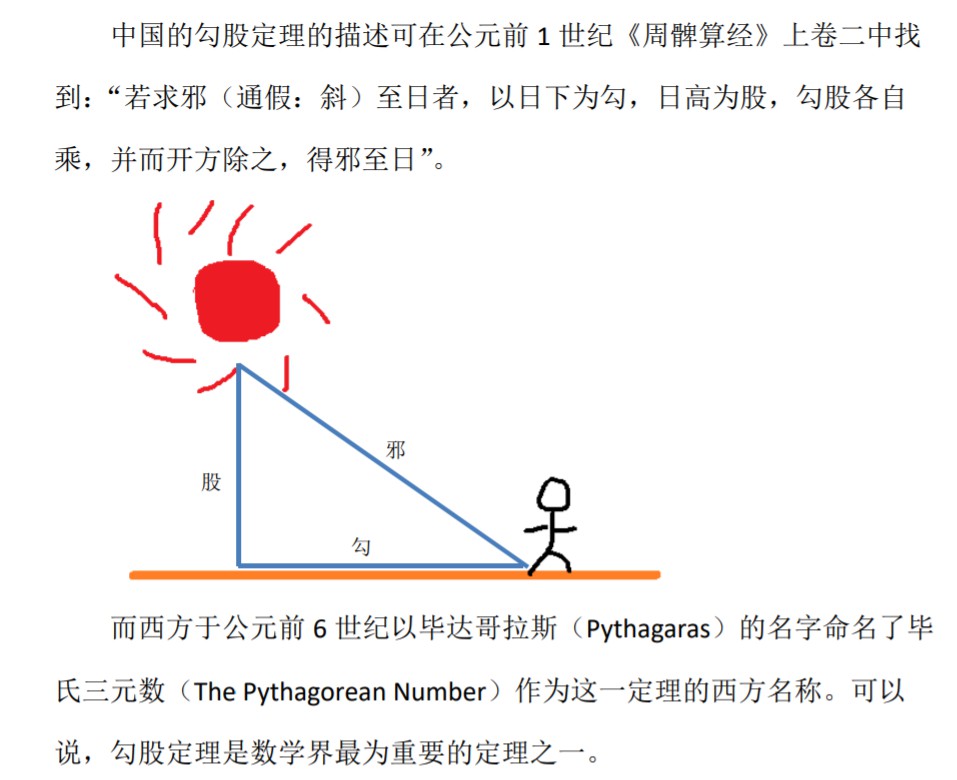 中国的勾股定理的描述可在公元前 1 世纪《周髀算经》上卷二中找
到：“若求邪（通假：斜）至日者，以日下为勾，日高为股，勾股各自
乘，并而开方除之，得邪至日”。
邪
股
勾
而西方于公元前 6 世纪以毕达哥拉斯（Pythagaras）的名字命名了毕
氏三元数（The Pythagorean Number）作为这一定理的西方名称。可以
说，勾股定理是数学界最为重要的定理之一。